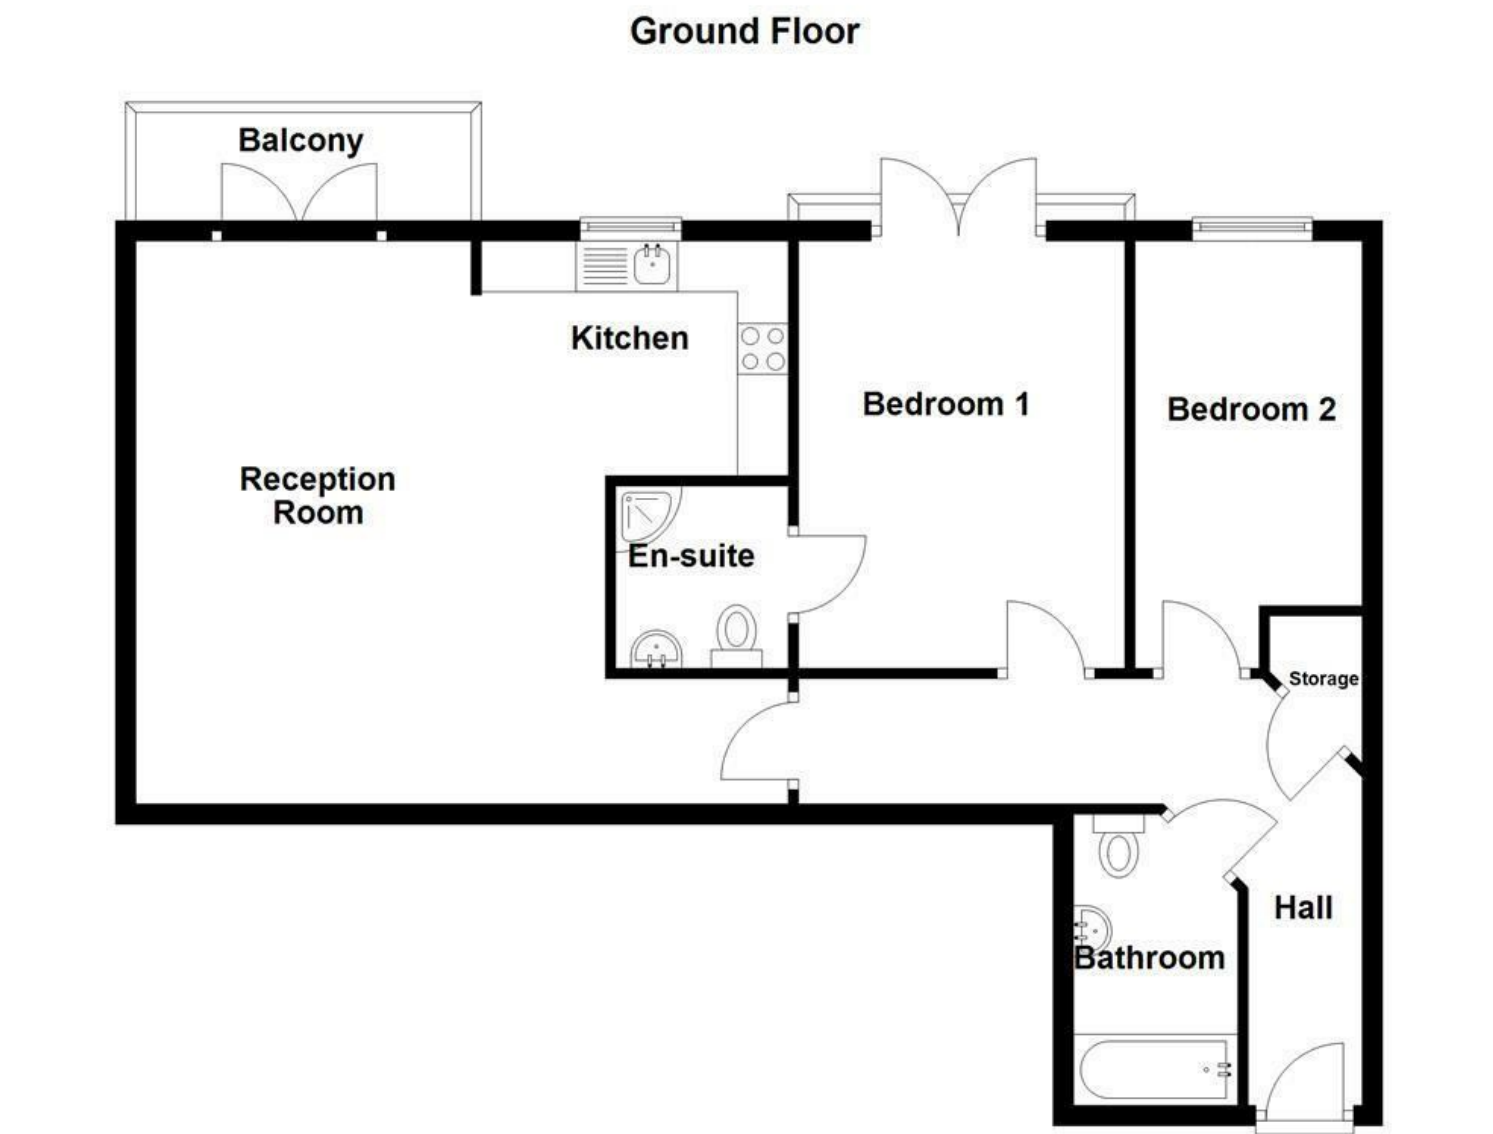 Ground Floor
Balcony
Kitchen
Bedroom 1
Bedroom 2
Reception
Room
En-suite
Storage
Hall
Bathroom